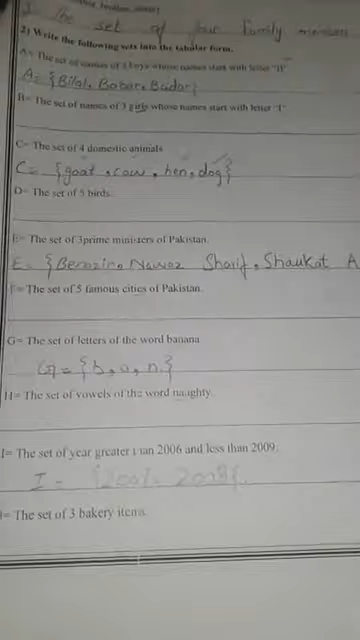 The set of your family members
2) Write the following sets into the tabular form.
A= The set of names of 3 boys whose names start with letter "B"
A= {Bilal, Babar, Badar}
B= The set of names of 3 girls whose names start with letter "I"
C= The set of 4 domestic animals
C= {goat, cow, hen, dog}
D= The set of 5 birds.
E= The set of 3prime ministers of Pakistan.
E= {Benazir, Nawaz Sharif, Shaukat A
F= The set of 5 famous cities of Pakistan.
G= The set of letters of the word banana
G= {b, a, n}
H= The set of vowels of the word naughty.
I= The set of year greater than 2006 and less than 2009.
I = {2007, 2008}.
J= The set of 3 bakery items.